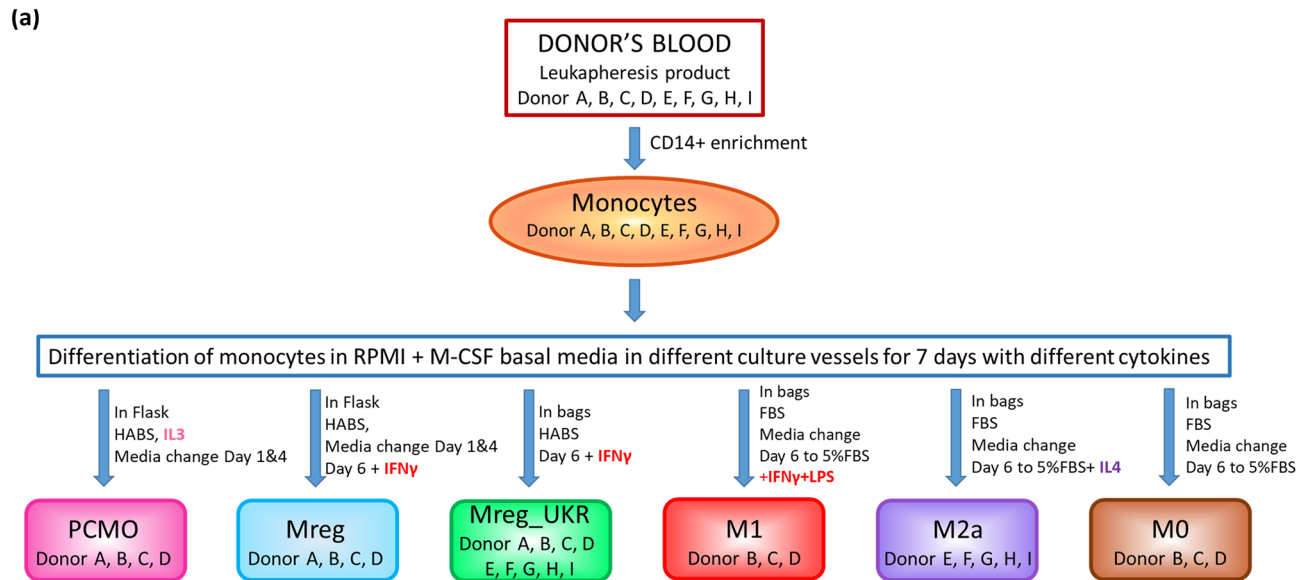 (a)
DONOR'S BLOOD
Leukapheresis product
Donor A, B, C, D, E, F, G, H, I
CD14+ enrichment
Monocytes
Donor A, B, C, D, E, F, G, H, I
Differentiation of monocytes in RPMI + M-CSF basal media in different culture vessels for 7 days with different cytokines
In Flask
HABS, IL3
Media change Day 1&4
In Flask
HABS,
Media change Day 1&4
Day 6 + IFNγ
In bags
HABS
Day 6 + IFNγ
In bags
FBS
Media change
Day 6 to 5%FBS
+IFNγ+LPS
In bags
FBS
Media change
Day 6 to 5%FBS+ IL4
In bags
FBS
Media change
Day 6 to 5%FBS
PCMO
Donor A, B, C, D
Mreg
Donor A, B, C, D
Mreg_UKR
Donor A, B, C, D
E, F, G, H, I
M1
Donor B, C, D
M2a
Donor E, F, G, H, I
M0
Donor B, C, D